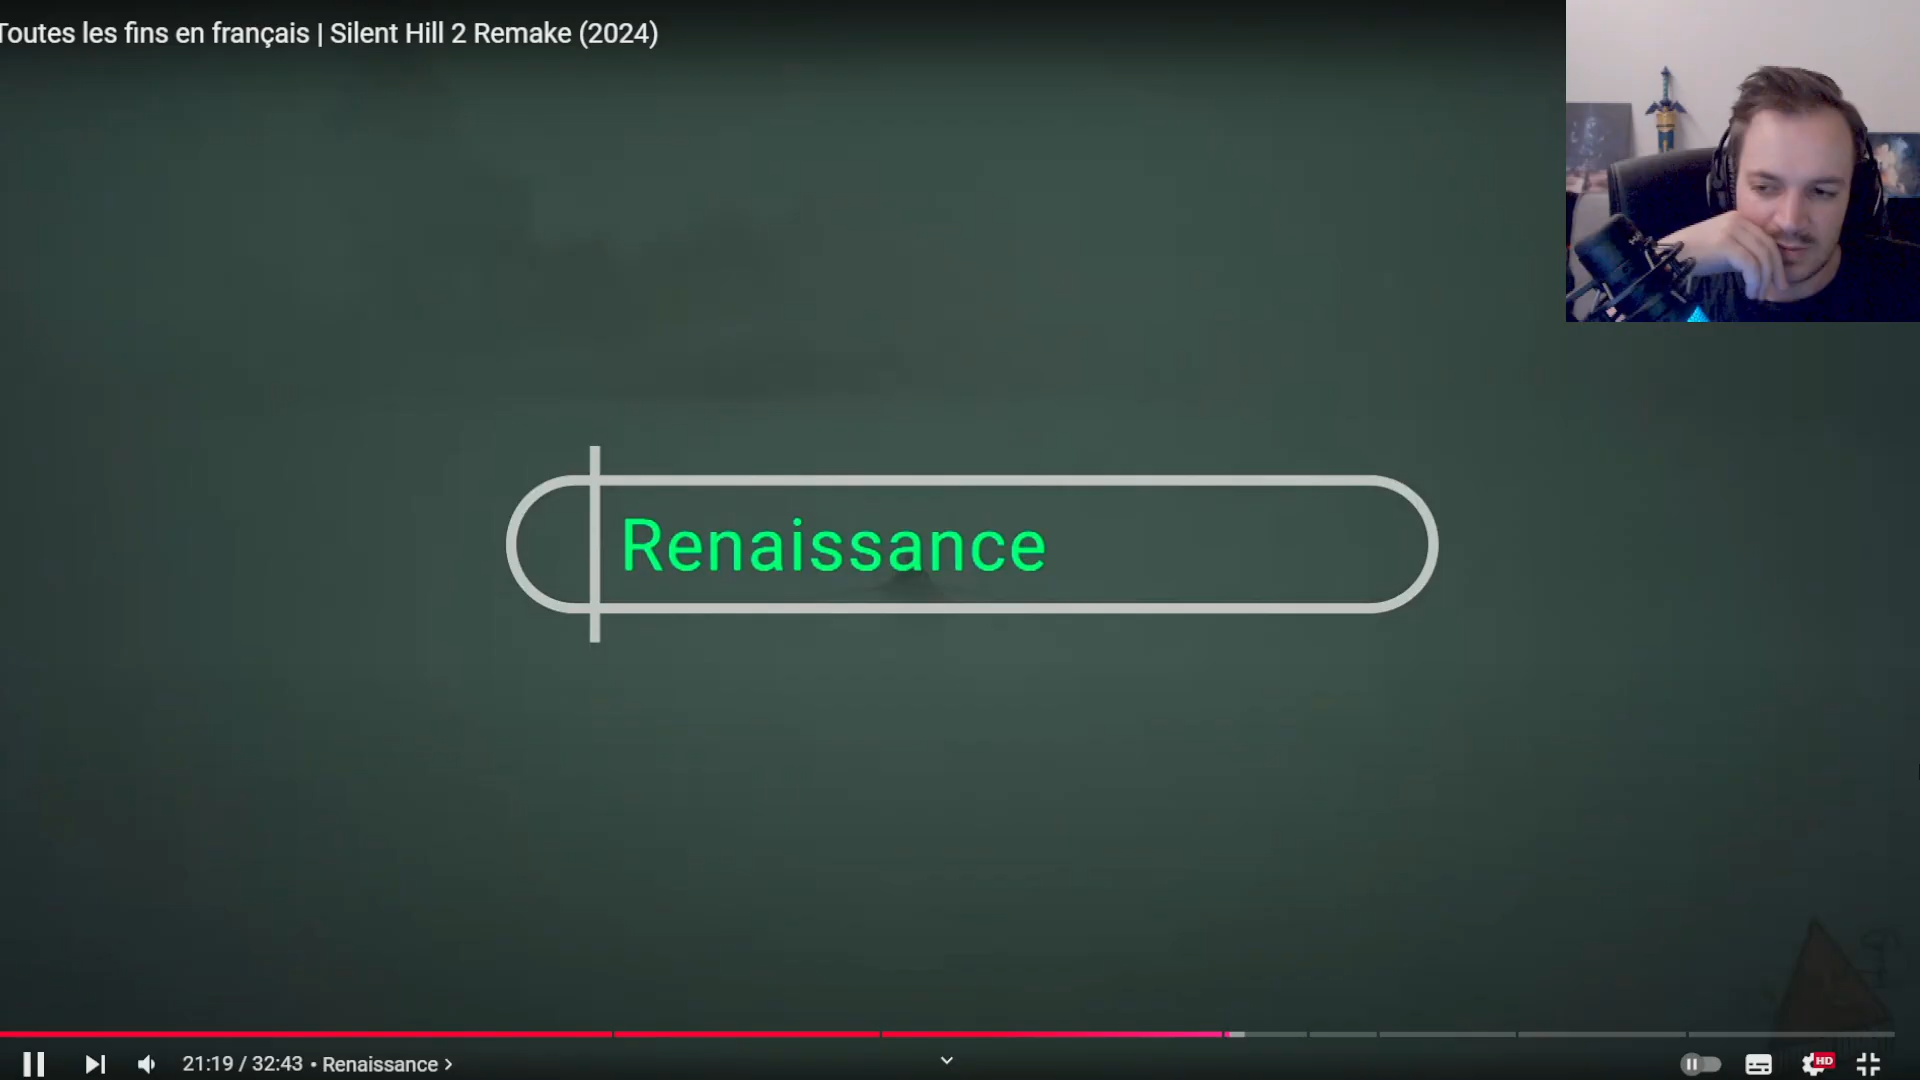 Toutes les fins en français | Silent Hill 2 Remake (2024)
Renaissance
21:19 / 32:43 • Renaissance >
HD